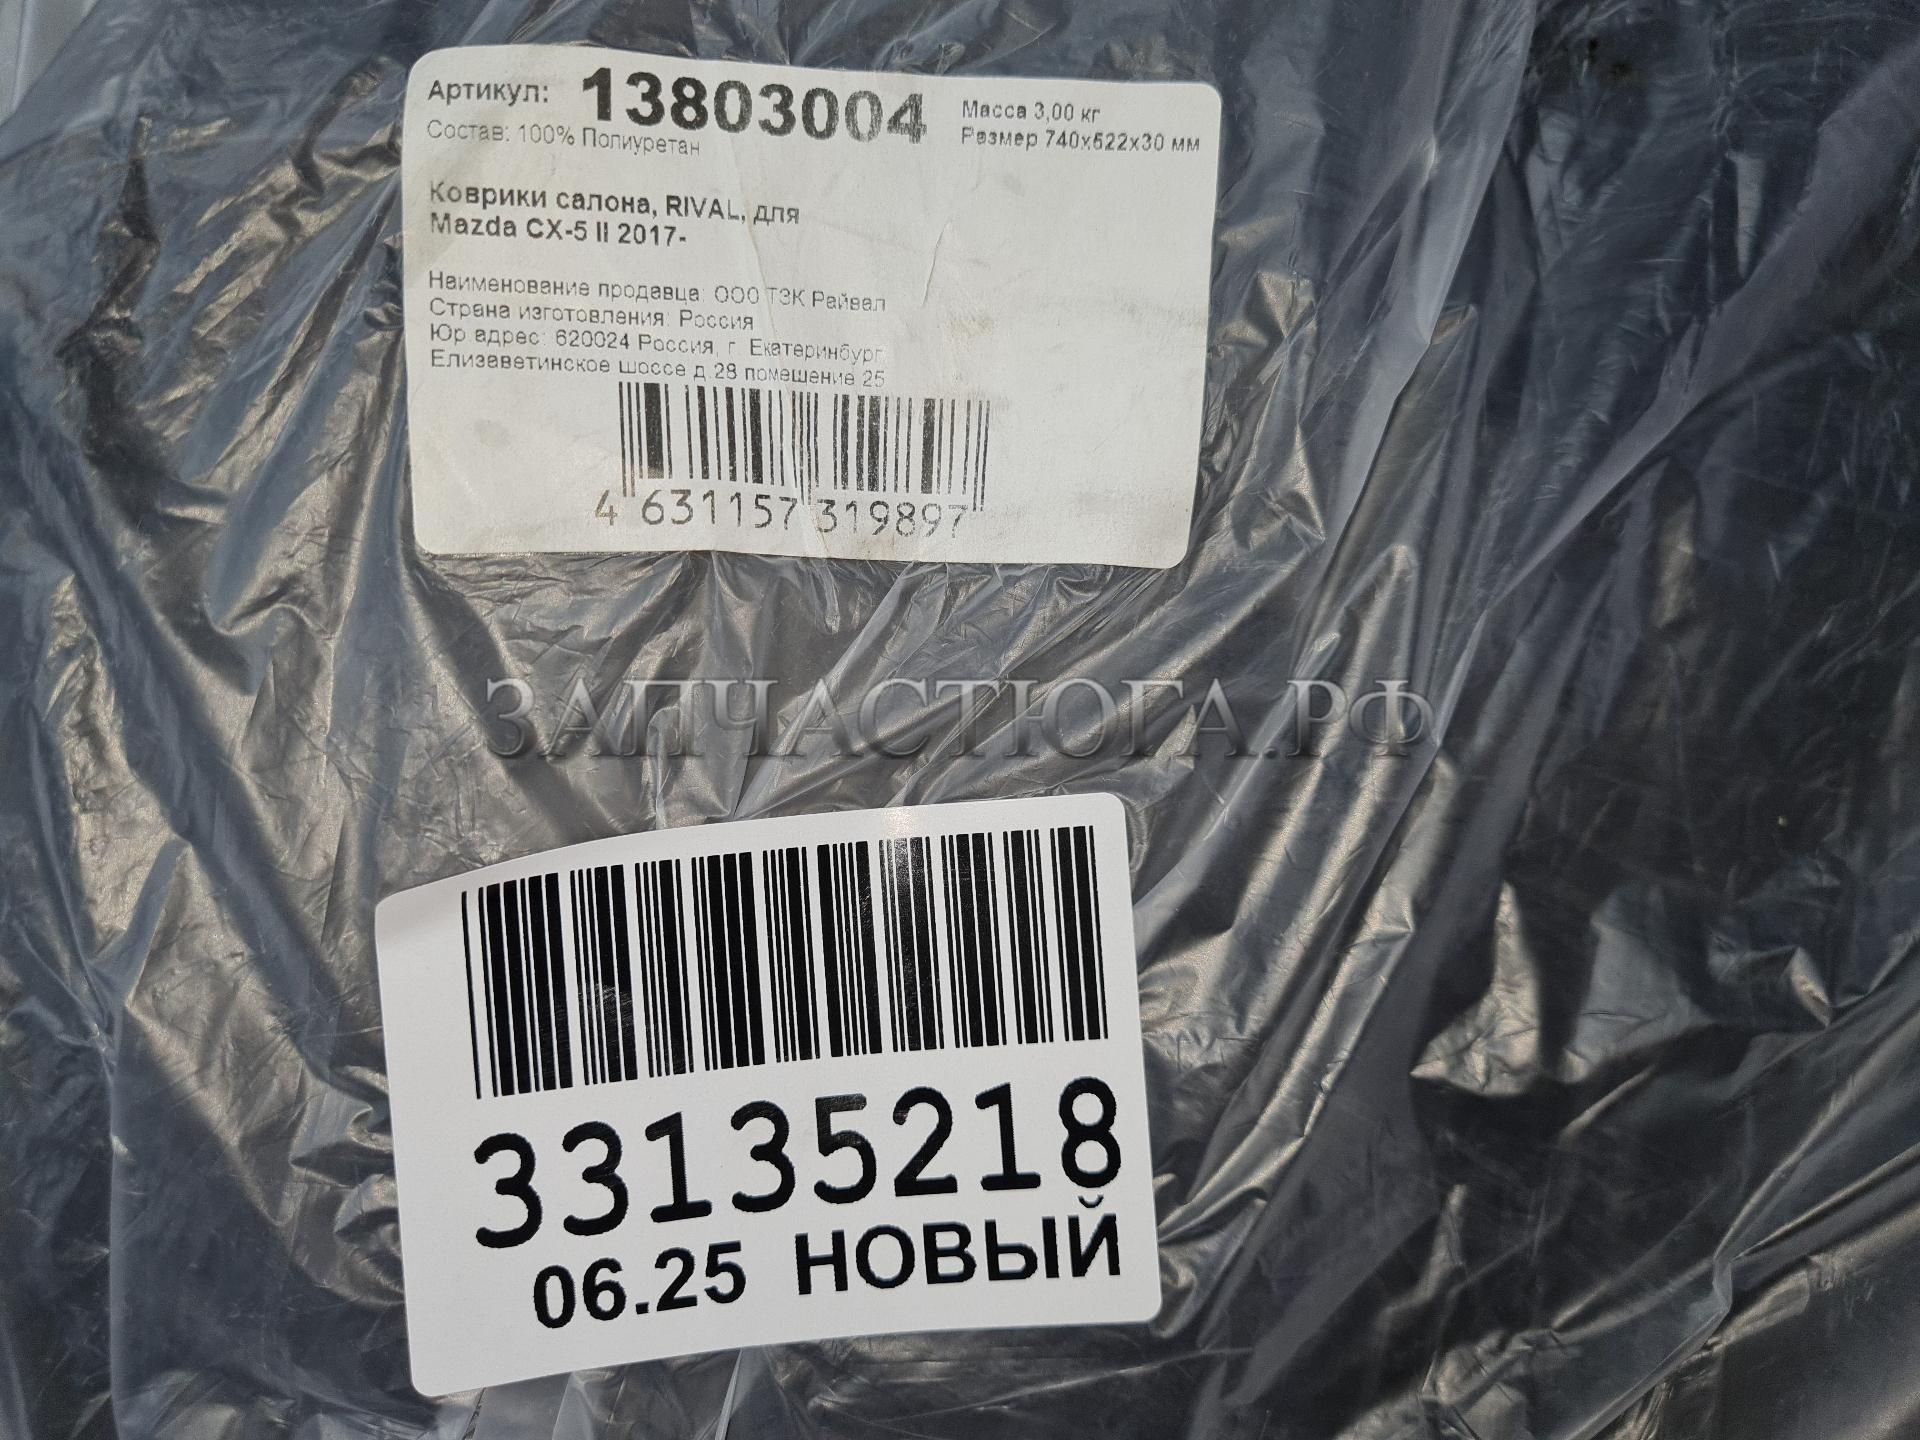 Артикул: 13803004
Состав: 100% Полиуретан
Масса 3,00 кг
Размер 740х522х30 мм
Коврики салона, RIVAL, для
Mazda CX-5 II 2017-
Наименование продавца: ООО ТЭК Райвал
Страна изготовления: Россия
Юр.адрес: 620024 Россия, г. Екатеринбург,
Елизаветинское шоссе д.28 помещение 25
4 631157 319897
ЗАПЧАСТЮГА.РФ
33135218
06.25 НОВЫЙ